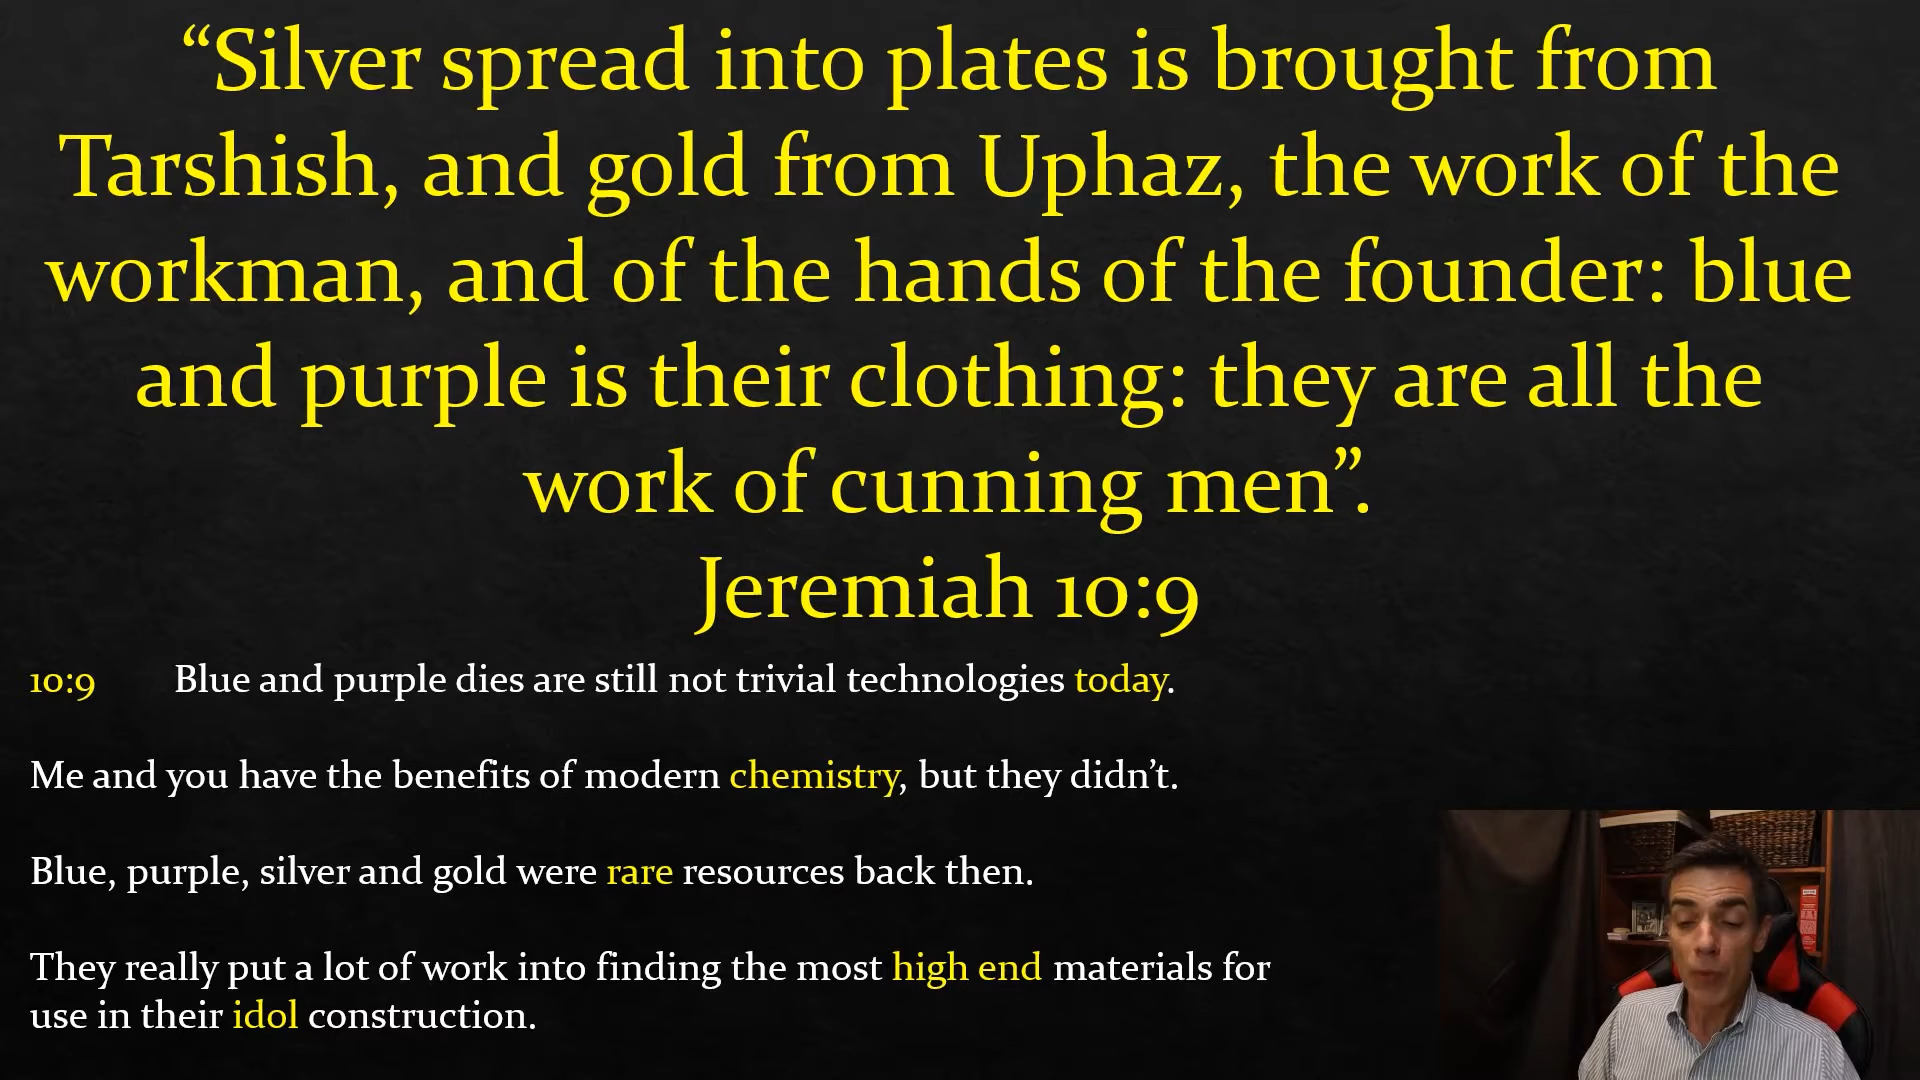 “Silver spread into plates is brought from
Tarshish, and gold from Uphaz, the work of the
workman, and of the hands of the founder: blue
and purple is their clothing: they are all the
work of cunning men”.
Jeremiah 10:9
10:9 Blue and purple dies are still not trivial technologies today.
Me and you have the benefits of modern chemistry, but they didn’t.
Blue, purple, silver and gold were rare resources back then.
They really put a lot of work into finding the most high end materials for
use in their idol construction.